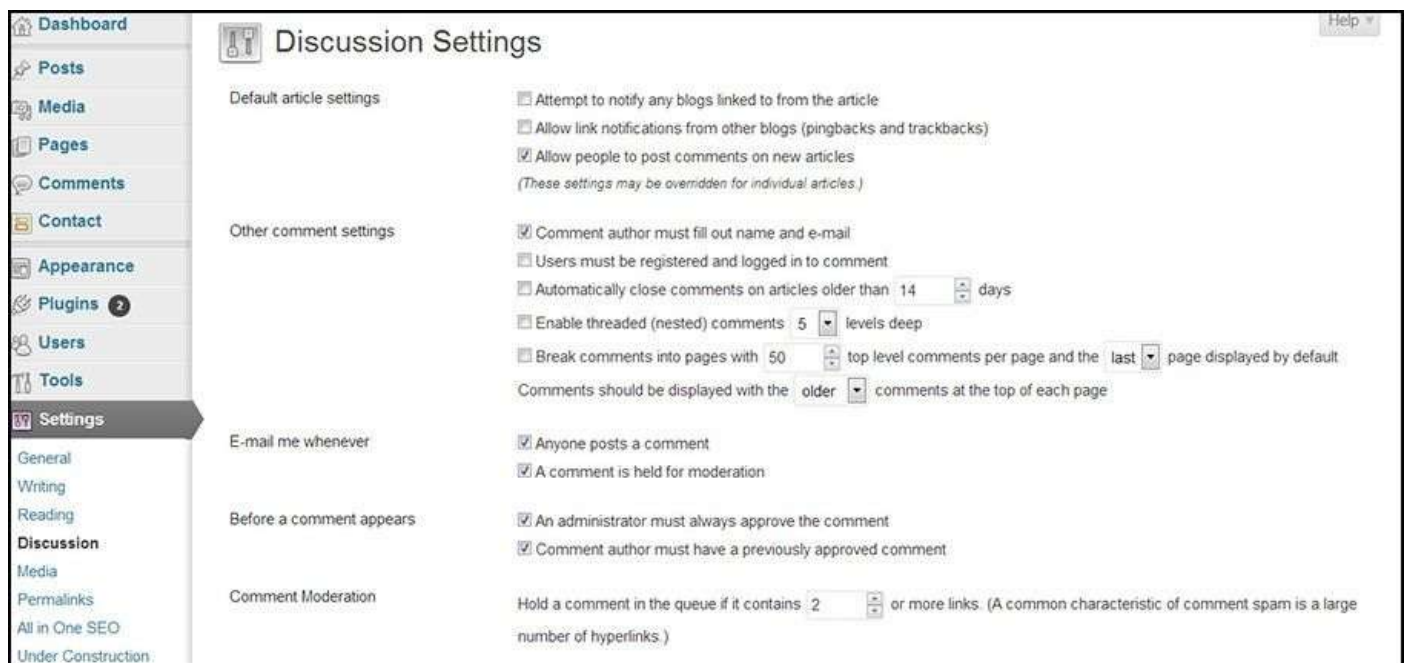 Dashboard
Posts
Media
Pages
Comments
Contact
Appearance
Plugins 2
Users
Tools
Settings
General
Writing
Reading
Discussion
Media
Permalinks
All in One SEO
Under Construction
Help
Discussion Settings
Default article settings
Attempt to notify any blogs linked to from the article
Allow link notifications from other blogs (pingbacks and trackbacks)
Allow people to post comments on new articles
(These settings may be overridden for individual articles.)
Other comment settings
Comment author must fill out name and e-mail
Users must be registered and logged in to comment
Automatically close comments on articles older than 14 days
Enable threaded (nested) comments 5 levels deep
Break comments into pages with 50 top level comments per page and the last page displayed by default
Comments should be displayed with the older comments at the top of each page
E-mail me whenever
Anyone posts a comment
A comment is held for moderation
Before a comment appears
An administrator must always approve the comment
Comment author must have a previously approved comment
Comment Moderation
Hold a comment in the queue if it contains 2 or more links. (A common characteristic of comment spam is a large
number of hyperlinks.)